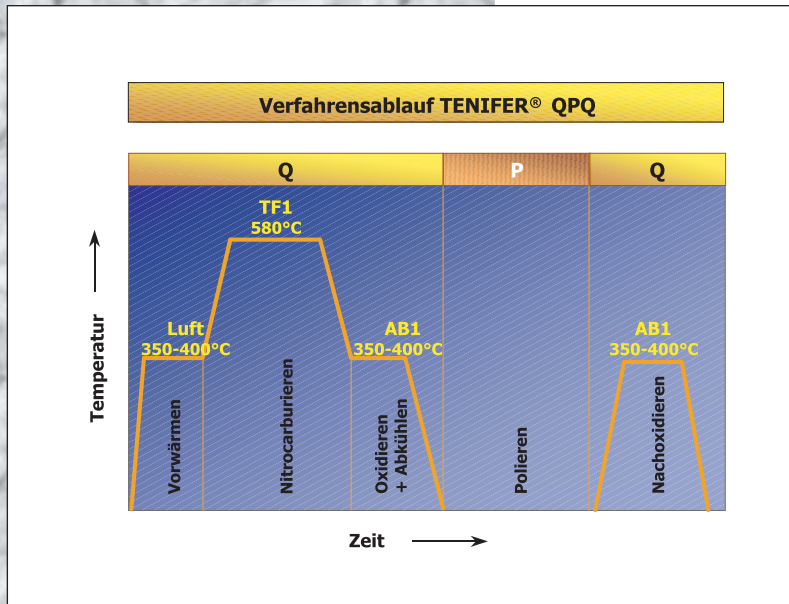 Verfahrensablauf TENIFER® QPQ
Q
P
Q
TF1
580°C
Luft
350-400°C
AB1
350-400°C
AB1
350-400°C
Temperatur
Vorwärmen
Nitrocarburieren
Oxidieren
+ Abkühlen
Polieren
Nachoxidieren
Zeit